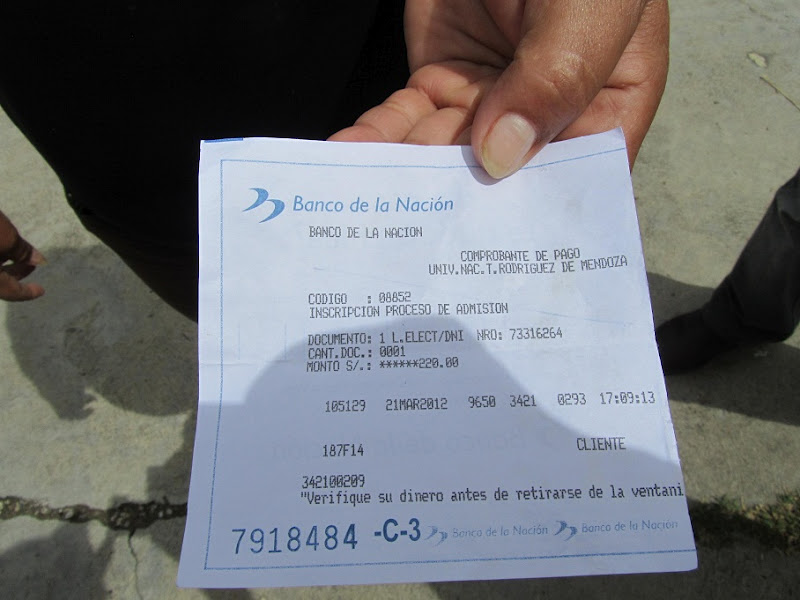 Banco de la Nación
BANCO DE LA NACION
COMPROBANTE DE PAGO
UNIV.NAC.T.RODRIGUEZ DE MENDOZA
CODIGO : 08852
INSCRIPCIÓN PROCESO DE ADMISION
DOCUMENTO: 1 L.ELECT/DNI NRO: 73316264
CANT.DOC.: 0001
MONTO S/.: ******220.00
105129 21MAR2012 9650 3421 0293 17:09:13
187F14 CLIENTE
342100209
"Verifique su dinero antes de retirarse de la ventani
7918484 -C-3 Banco de la Nación Banco de la Nación